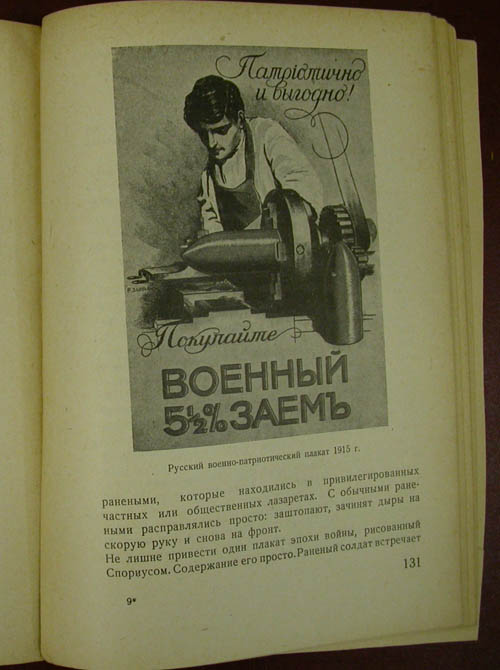 Патрiотично
и выгодно!
Покупайте
ВОЕННЫЙ
5½% ЗАЕМЪ
Русский военно-патриотический плакат 1915 г.
ранеными, которые находились в привилегированных
частных или общественных лазаретах. С обычными ране-
ными расправлялись просто: заштопают, зачинят дыры на
скорую руку и снова на фронт.
Не лишне привести один плакат эпохи войны, рисованный
Спориусом. Содержание его просто. Раненый солдат встречает
131
9*